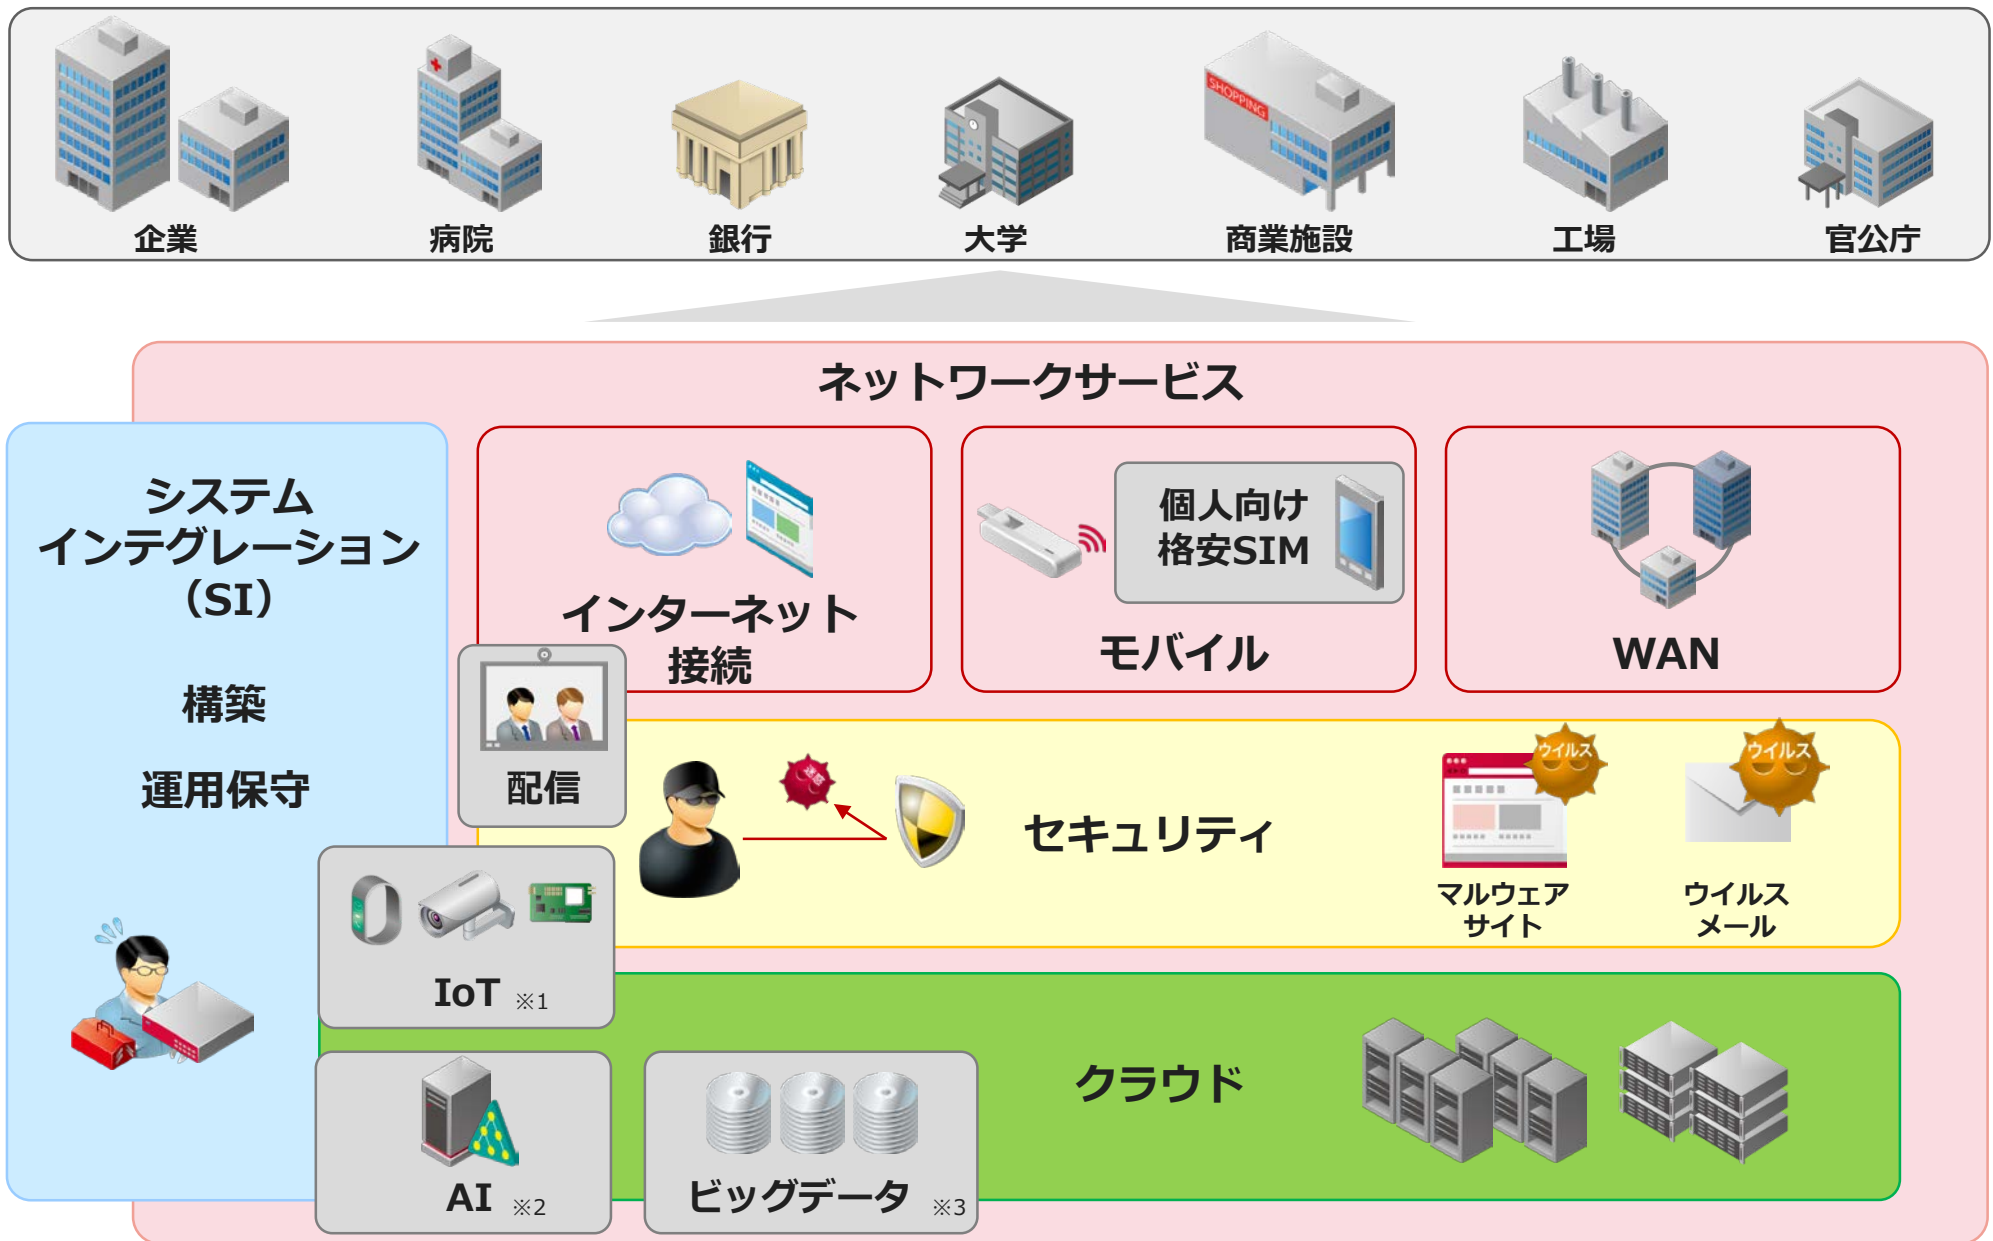 SHOPPING
企業
病院
銀行
大学
商業施設
工場
官公庁
ネットワークサービス
システム
インテグレーション
（SI）
構築
運用保守
インターネット
接続
個人向け
格安SIM
モバイル
WAN
配信
迷惑
セキュリティ
ウイルス
マルウェア
サイト
ウイルス
ウイルス
メール
IoT ※1
クラウド
AI ※2
ビッグデータ ※3